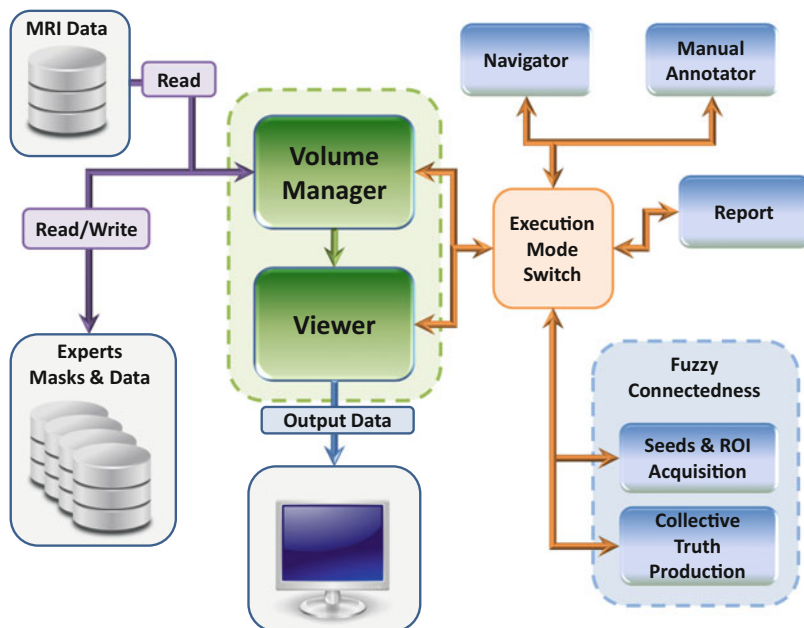 MRI Data
Read
Read/Write
Experts
Masks & Data
Volume
Manager
Viewer
Output Data
Navigator
Manual
Annotator
Execution
Mode
Switch
Report
Fuzzy
Connectedness
Seeds & ROI
Acquisition
Collective
Truth
Production